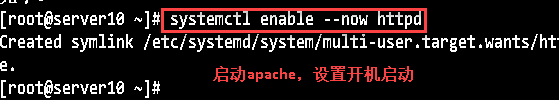 [root@server10 ~]# systemctl enable --now httpd
Created symlink /etc/systemd/system/multi-user.target.wants/ht
e.
启动apache，设置开机启动
[root@server10 ~]#